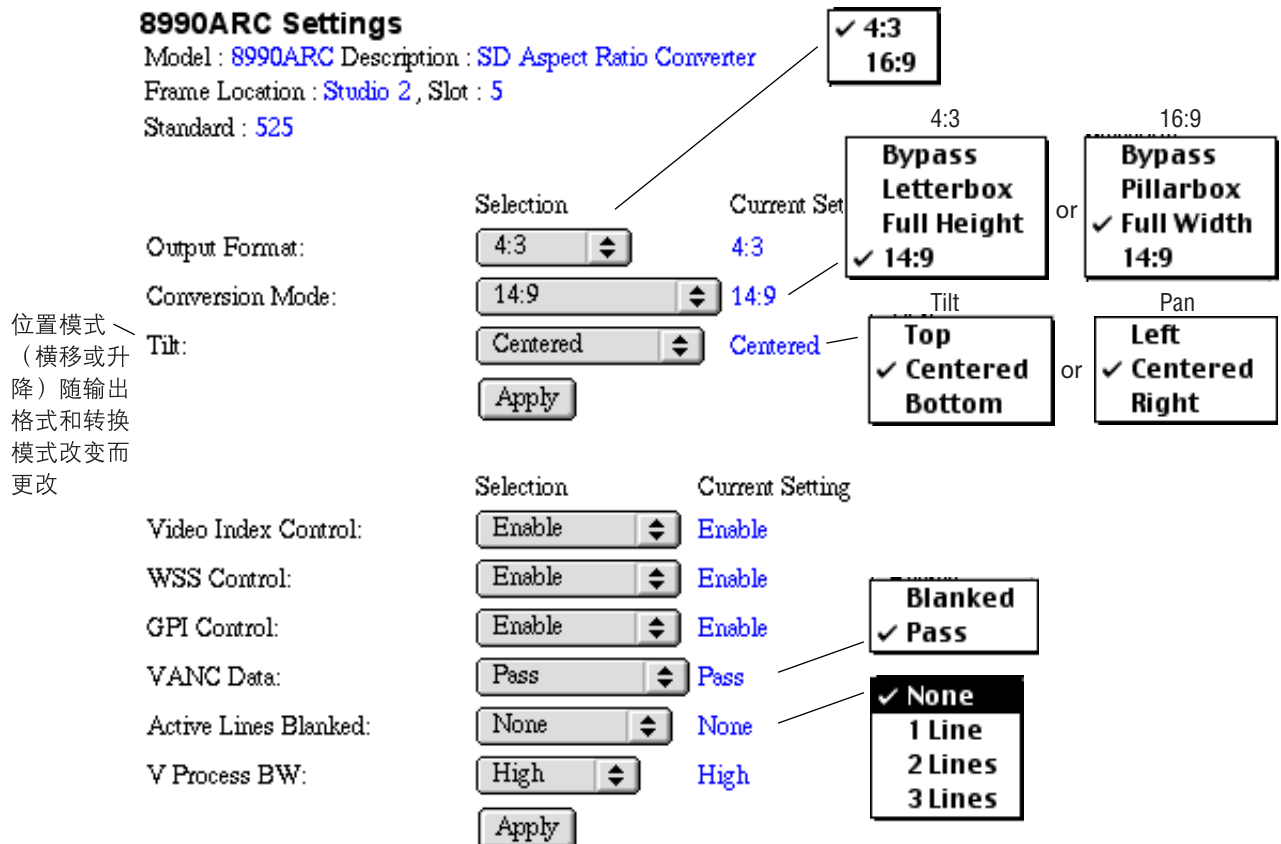 8990ARC Settings
Model : 8990ARC Description : SD Aspect Ratio Converter
Frame Location : Studio 2 , Slot : 5
Standard : 525
✓ 4:3
16:9
Selection
Current Set
Output Format:
4:3
4:3
Conversion Mode:
14:9
14:9
Tilt:
Centered
Centered
Apply
4:3
Bypass
Letterbox
Full Height
✓ 14:9
or
16:9
Bypass
Pillarbox
✓ Full Width
14:9
Tilt
Top
✓ Centered
Bottom
or
Pan
Left
✓ Centered
Right
位置模式
（横移或升
降）随输出
格式和转换
模式改变而
更改
Selection
Current Setting
Video Index Control:
Enable
Enable
WSS Control:
Enable
Enable
GPI Control:
Enable
Enable
VANC Data:
Pass
Pass
Blanked
✓ Pass
Active Lines Blanked:
None
None
✓ None
1 Line
2 Lines
3 Lines
V Process BW:
High
High
Apply